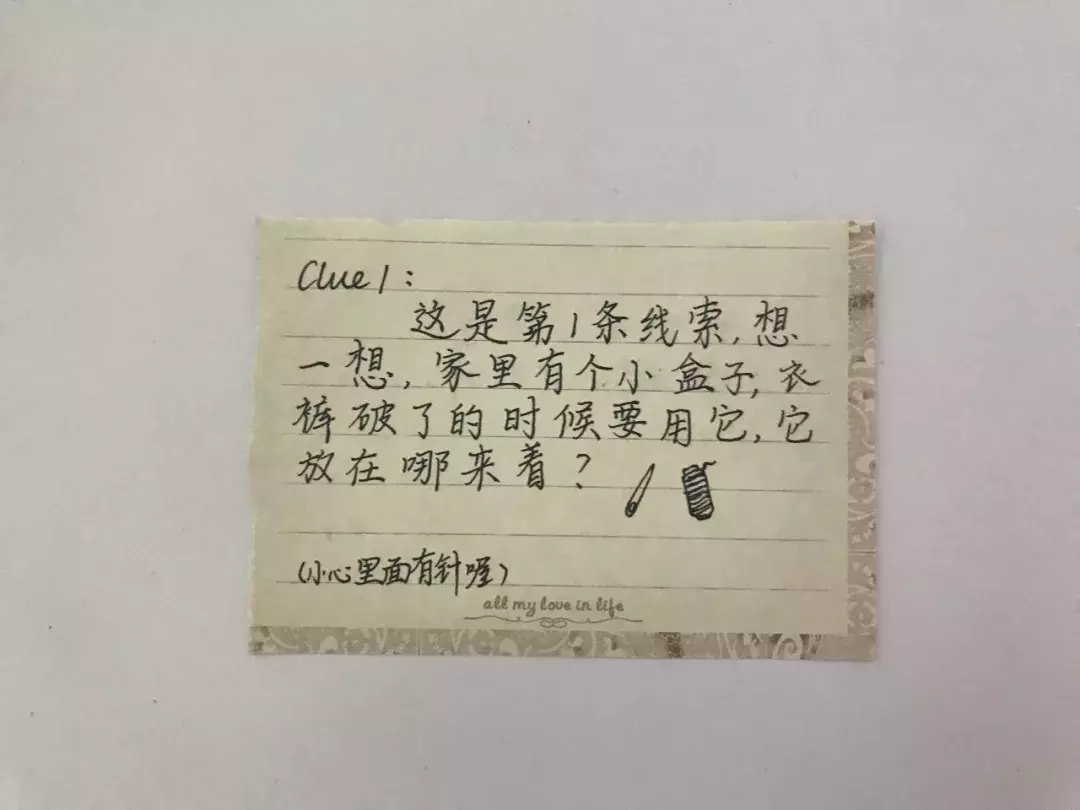 Clue 1:
这是第1条线索,想
一想,家里有个小盒子,衣
裤破了的时候要用它,它
放在哪来着?
(小心里面有针喔)
all my love in life